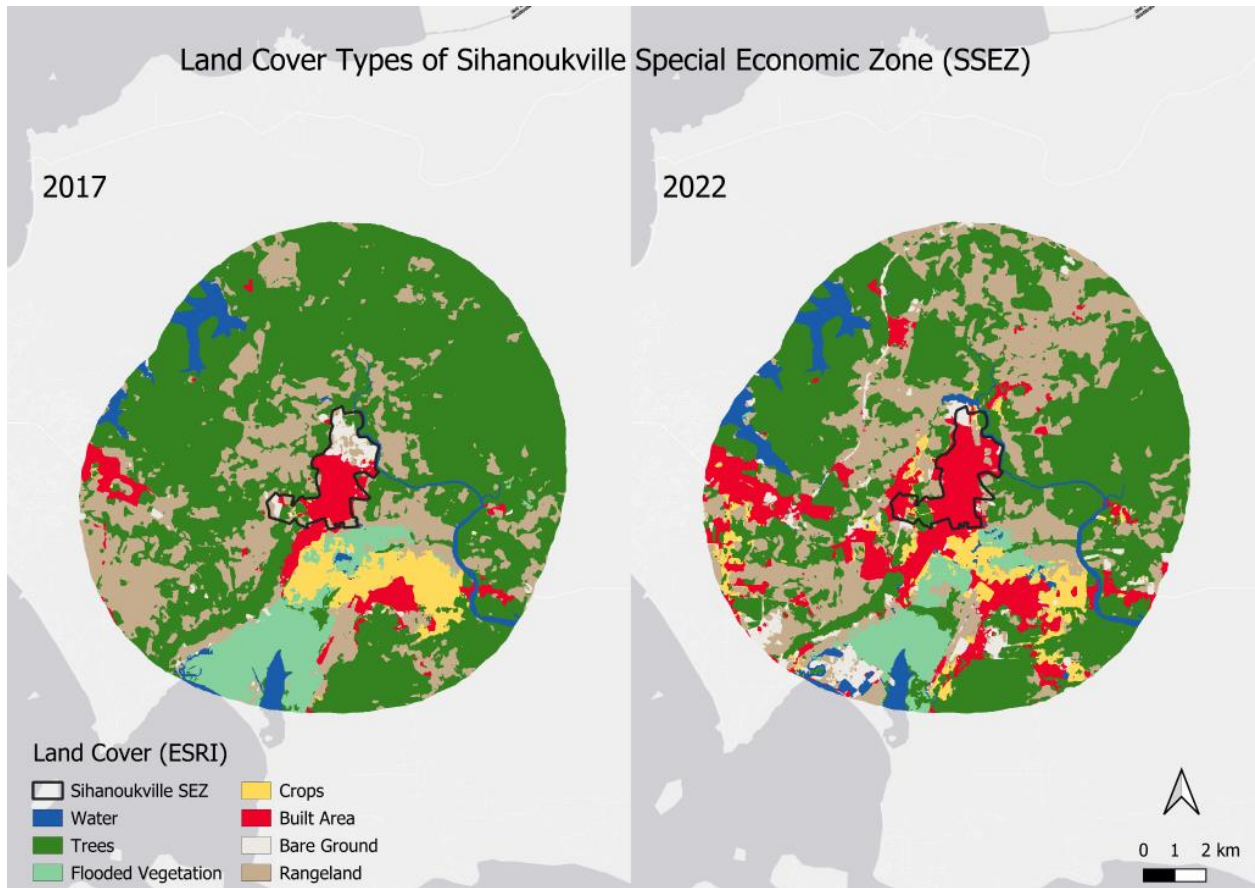 Land Cover Types of Sihanoukville Special Economic Zone (SSEZ)
2017
2022
Land Cover (ESRI)
Sihanoukville SEZ
Water
Trees
Flooded Vegetation
Crops
Built Area
Bare Ground
Rangeland
0 1 2 km